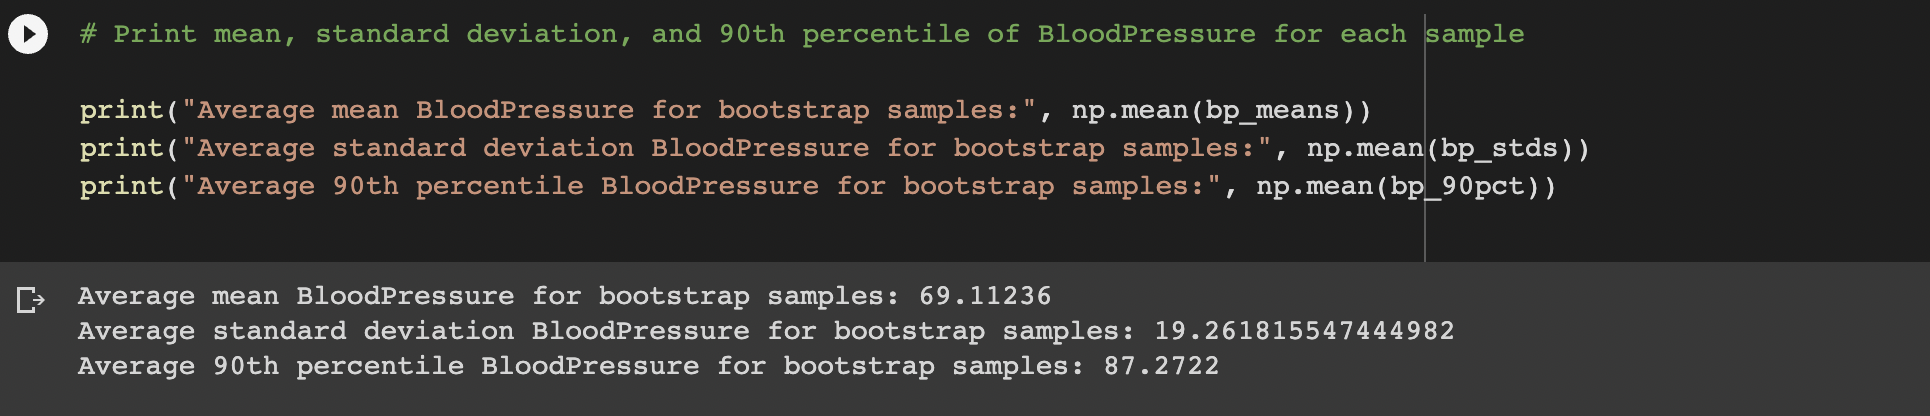 # Print mean, standard deviation, and 90th percentile of BloodPressure for each sample
print("Average mean BloodPressure for bootstrap samples:", np.mean(bp_means))
print("Average standard deviation BloodPressure for bootstrap samples:", np.mean(bp_stds))
print("Average 90th percentile BloodPressure for bootstrap samples:", np.mean(bp_90pct))
Average mean BloodPressure for bootstrap samples: 69.11236
Average standard deviation BloodPressure for bootstrap samples: 19.261815547444982
Average 90th percentile BloodPressure for bootstrap samples: 87.2722